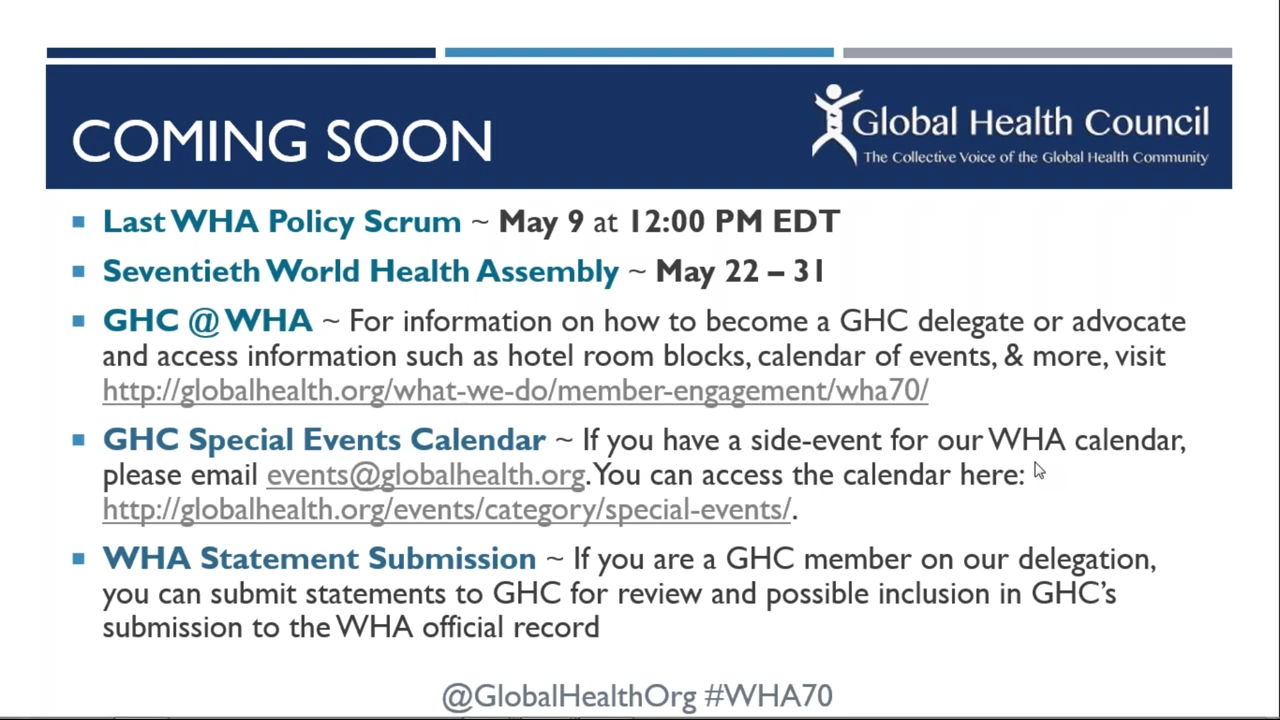 COMING SOON
Global Health Council
The Collective Voice of the Global Health Community
Last WHA Policy Scrum ~ May 9 at 12:00 PM EDT
Seventieth World Health Assembly ~ May 22 – 31
GHC @ WHA ~ For information on how to become a GHC delegate or advocate
and access information such as hotel room blocks, calendar of events, & more, visit
http://globalhealth.org/what-we-do/member-engagement/wha70/
GHC Special Events Calendar ~ If you have a side-event for our WHA calendar,
please email events@globalhealth.org. You can access the calendar here:
http://globalhealth.org/events/category/special-events/.
WHA Statement Submission ~ If you are a GHC member on our delegation,
you can submit statements to GHC for review and possible inclusion in GHC’s
submission to the WHA official record
@GlobalHealthOrg #WHA70